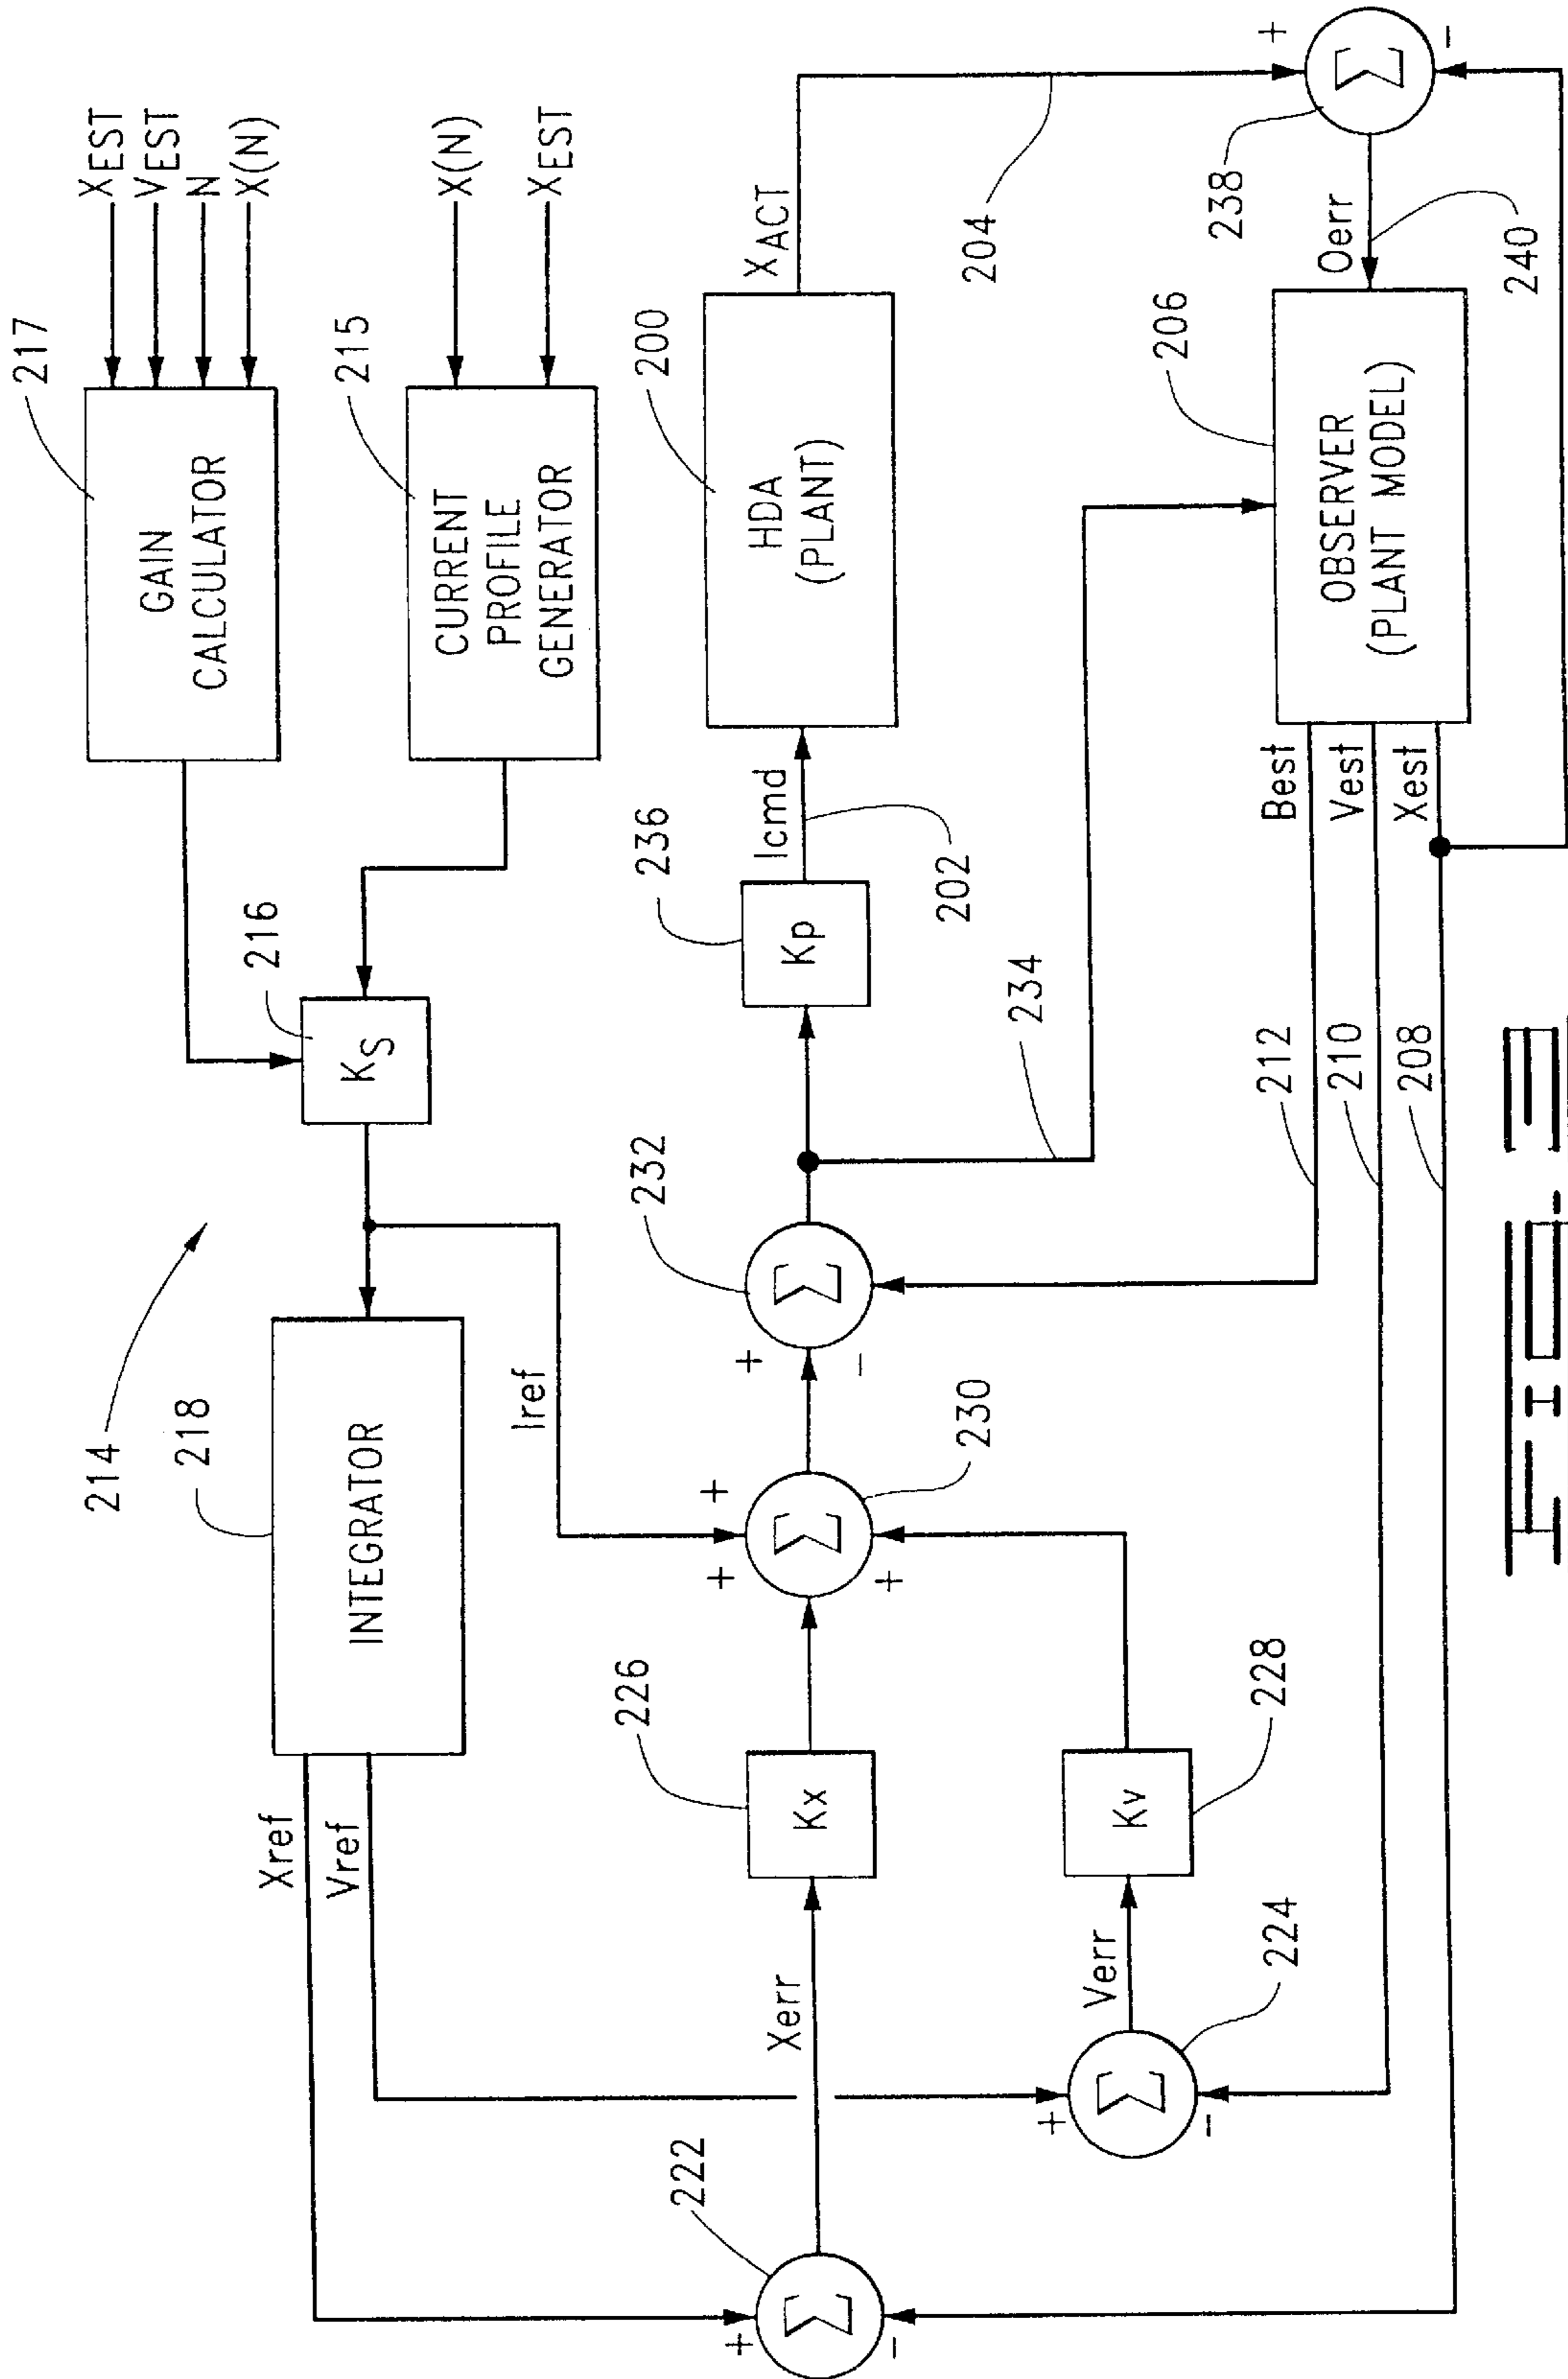 214
218
INTEGRATOR
Xref
Vref
Iref
216
KS
217
GAIN
CALCULATOR
XEST
VEST
N
X(N)
215
CURRENT
PROFILE
GENERATOR
X(N)
XEST
222
Σ
+
-
Xerr
226
Kx
230
Σ
+
+
+
232
Σ
+
-
236
Kp
Icmd
202
200
HDA
(PLANT)
XACT
204
224
Σ
+
-
Verr
228
Kv
234
238
Σ
+
-
Oerr
240
206
OBSERVER
(PLANT MODEL)
Best
Vest
Xest
212
210
208